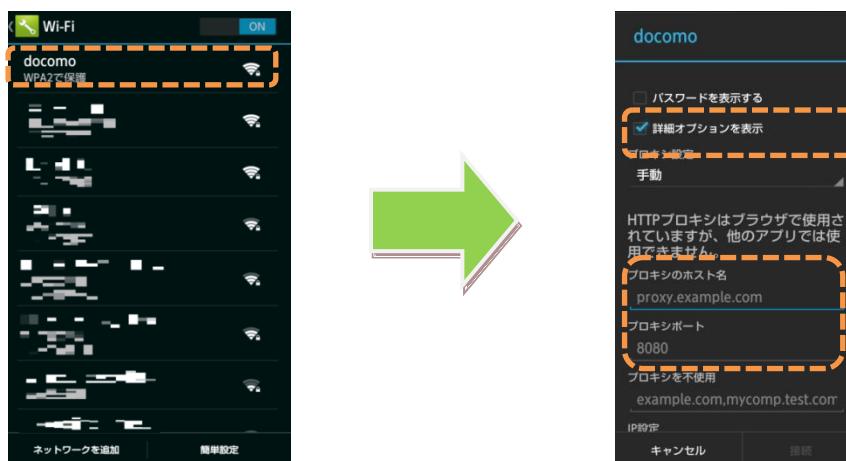 Wi-Fi
ON
docomo
WPA2で保護
ネットワークを追加
簡単設定
docomo
パスワードを表示する
詳細オプションを表示
プロキシ設定
手動
HTTPプロキシはブラウザで使用さ
れていますが、他のアプリでは使
用できません。
プロキシのホスト名
proxy.example.com
プロキシポート
8080
プロキシを不使用
example.com,mycomp.test.com
IP設定
キャンセル
接続